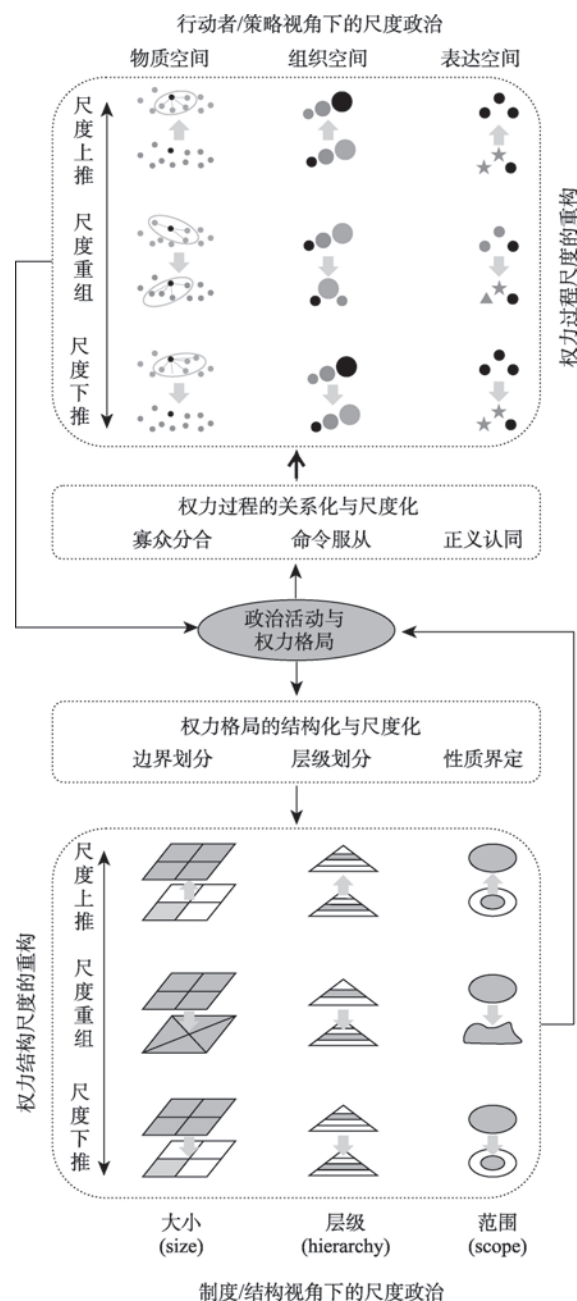 行动者/策略视角下的尺度政治
物质空间 组织空间 表达空间
尺度上推
尺度重组
尺度下推
权力过程尺度的重构
权力过程的关系化与尺度化
寡众分合 命令服从 正义认同
政治活动与
权力格局
权力格局的结构化与尺度化
边界划分 层级划分 性质界定
权力结构尺度的重构
尺度上推
尺度重组
尺度下推
大小 层级 范围
(size) (hierarchy) (scope)
制度/结构视角下的尺度政治